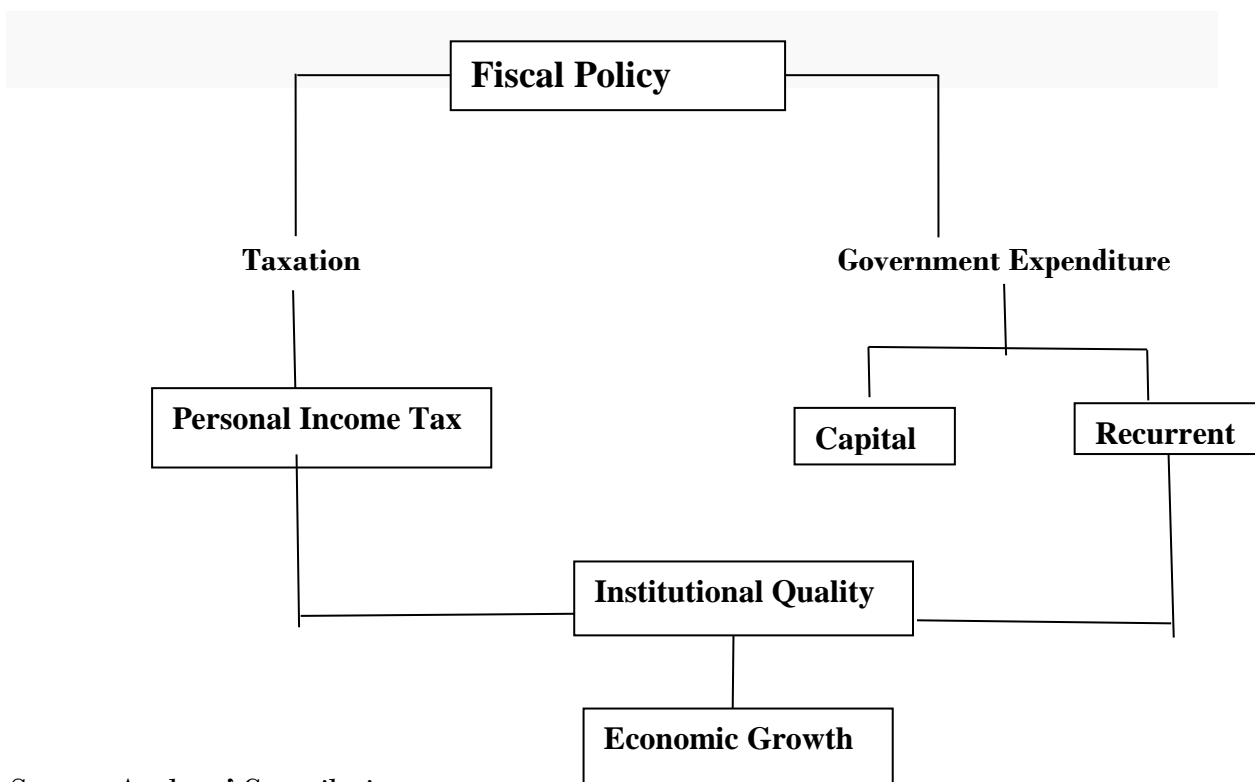 Fiscal Policy
Taxation
Government Expenditure
Personal Income Tax
Capital
Recurrent
Institutional Quality
Economic Growth